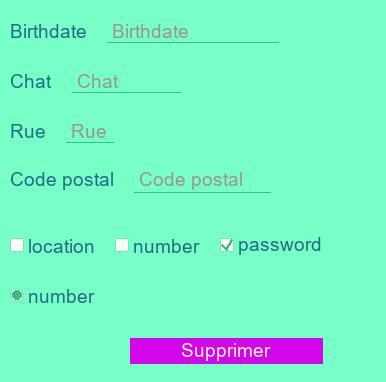 Birthdate Birthdate
Chat Chat
Rue Rue
Code postal Code postal
location number password
number
Supprimer